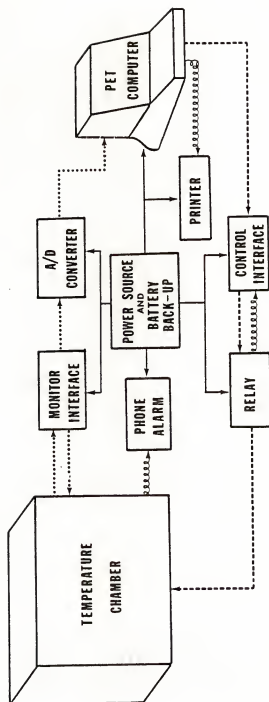 PET
COMPUTER
A/D
CONVERTER
PRINTER
POWER SOURCE
AND
BATTERY
BACK-UP
CONTROL
INTERFACE
MONITOR
INTERFACE
PHONE
ALARM
RELAY
TEMPERATURE
CHAMBER